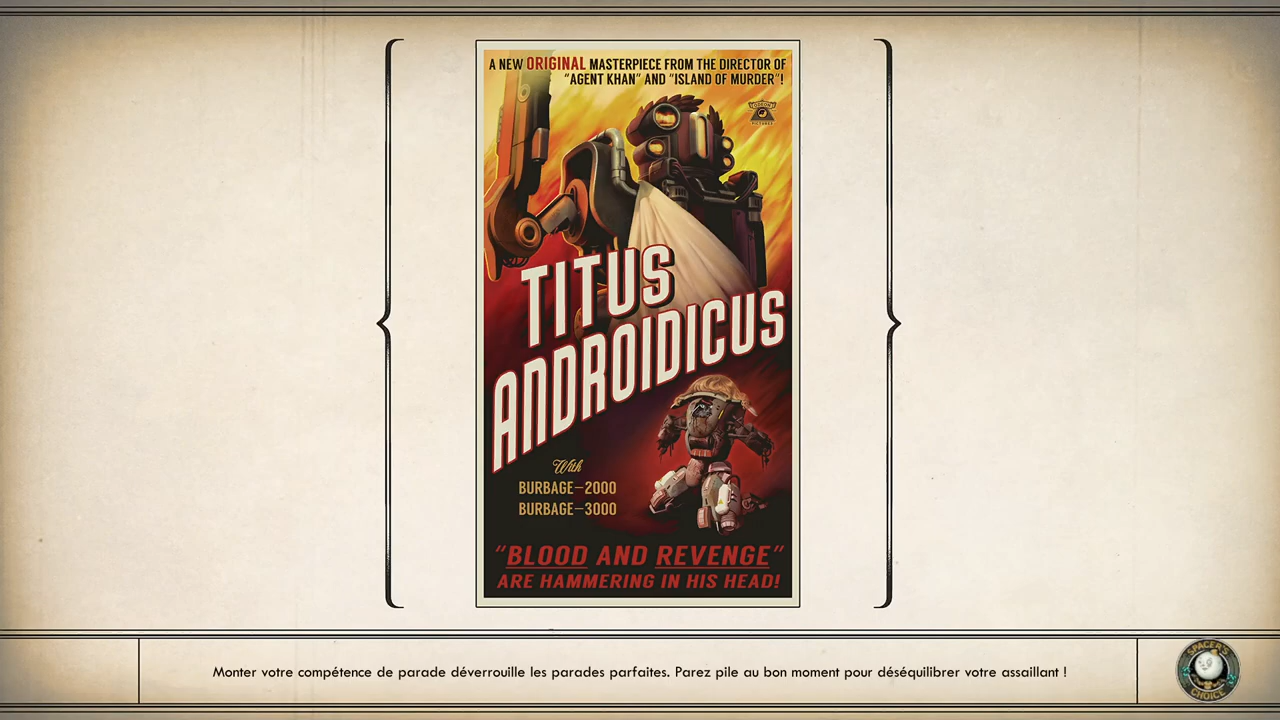 A NEW ORIGINAL MASTERPIECE FROM THE DIRECTOR OF
"AGENT KHAN" AND "ISLAND OF MURDER"!
ODEON
PICTURES
TITUS
ANDROIDICUS
With
BURBAGE-2000
BURBAGE-3000
"BLOOD AND REVENGE"
ARE HAMMERING IN HIS HEAD!
Monter votre compétence de parade déverrouille les parades parfaites. Parez pile au bon moment pour déséquilibrer votre assaillant !
SPACER'S
CHOICE